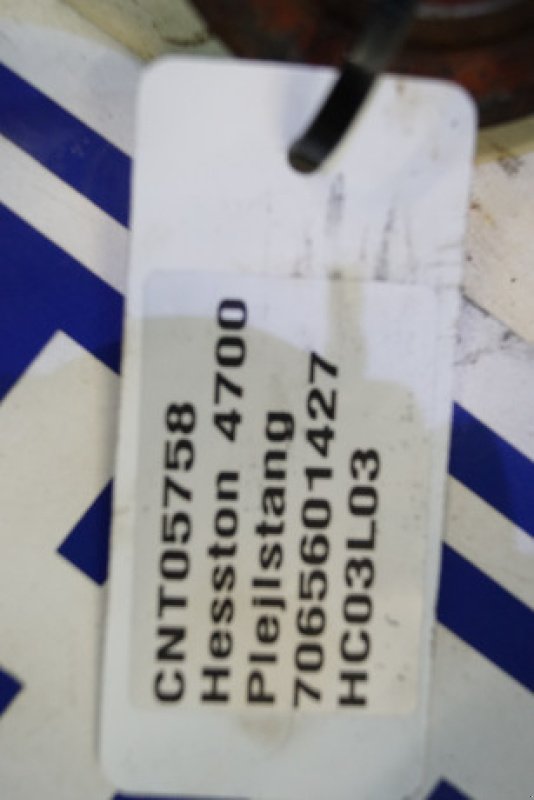 CNT05758
Hesston 4700
Plejlstang
7065601427
HC03L03